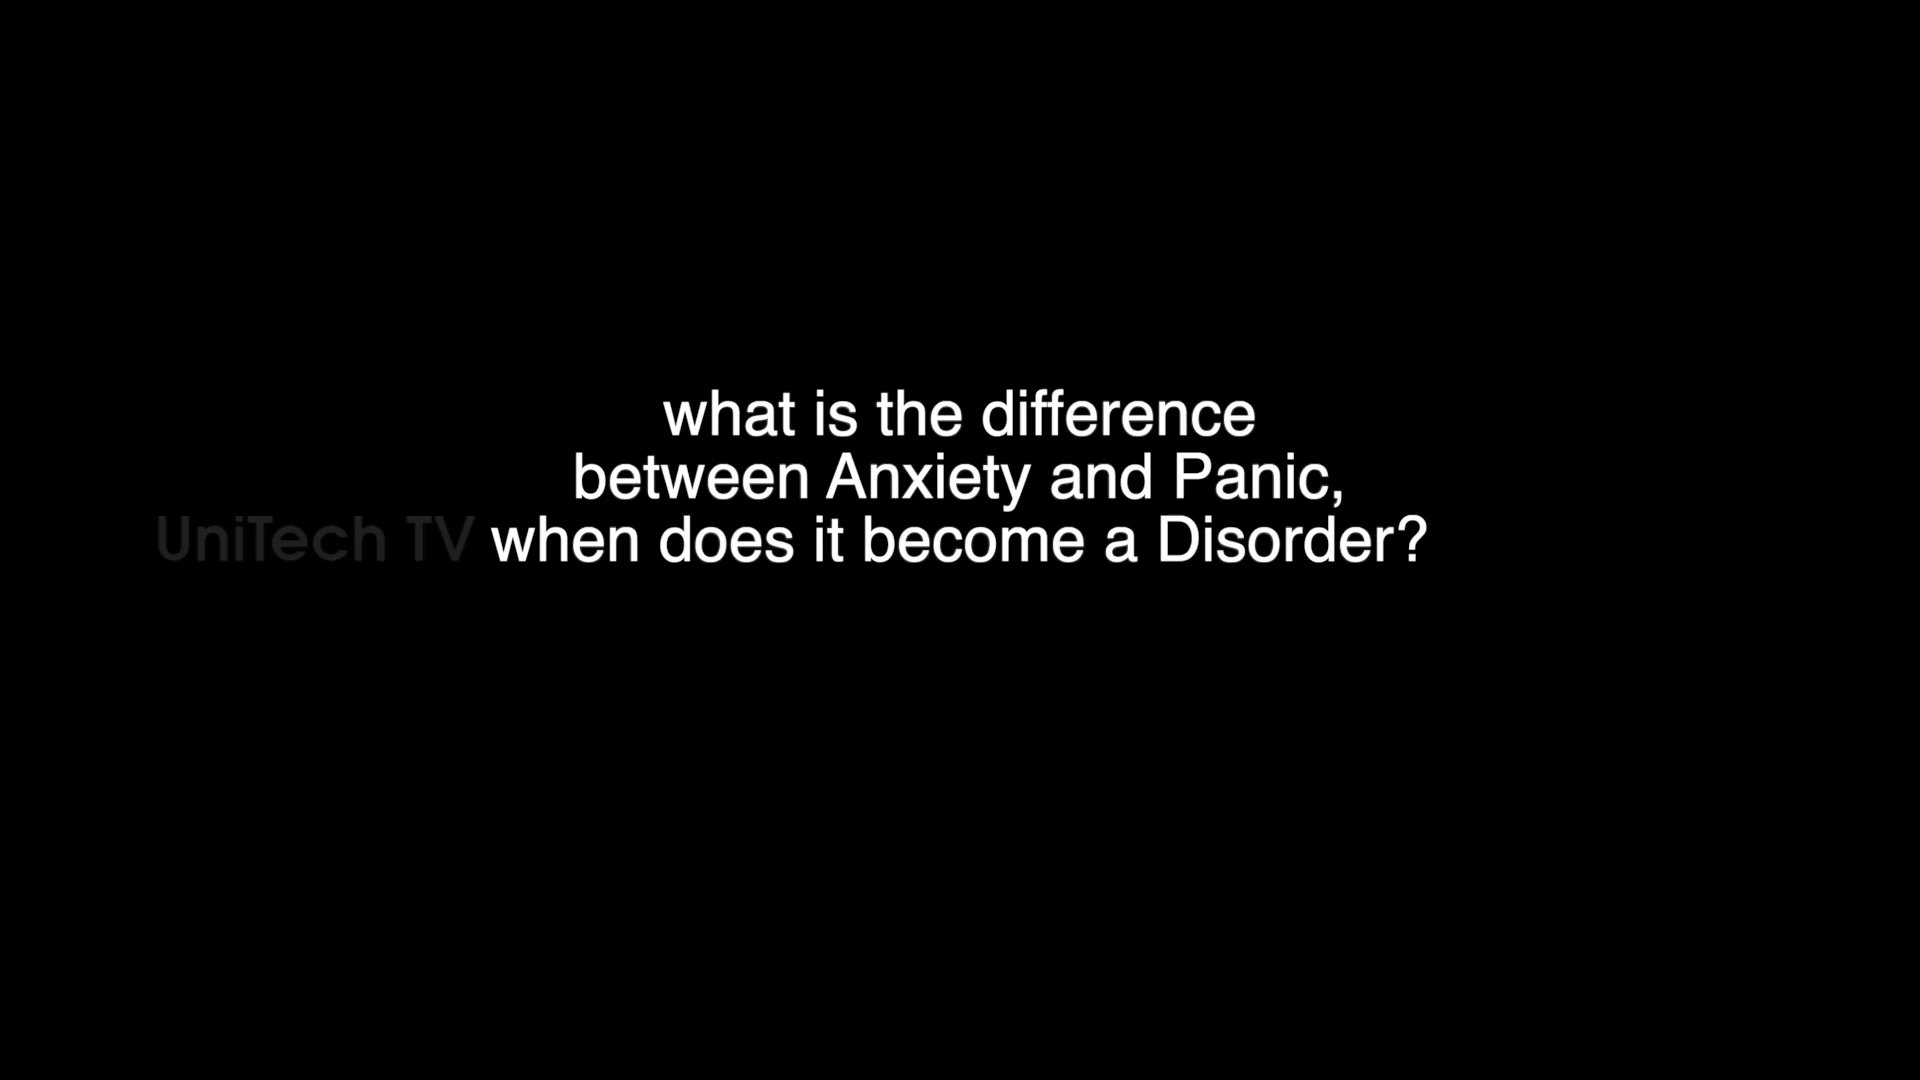 what is the difference
between Anxiety and Panic,
UniTech TV when does it become a Disorder?